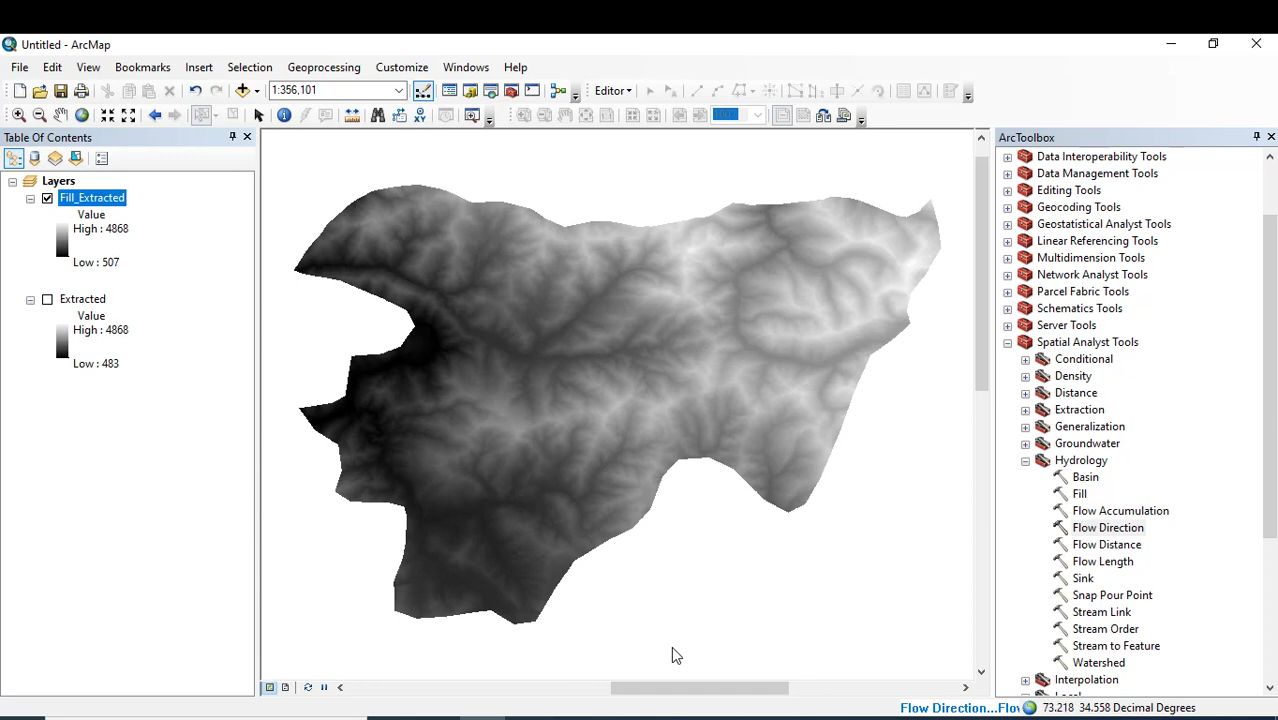 Untitled - ArcMap
File Edit View Bookmarks Insert Selection Geoprocessing Customize Windows Help
1:356,101
Editor
Table Of Contents
Layers
Fill_Extracted
Value
High : 4868
Low : 507
Extracted
Value
High : 4868
Low : 483
ArcToolbox
Data Interoperability Tools
Data Management Tools
Editing Tools
Geocoding Tools
Geostatistical Analyst Tools
Linear Referencing Tools
Multidimension Tools
Network Analyst Tools
Parcel Fabric Tools
Schematics Tools
Server Tools
Spatial Analyst Tools
Conditional
Density
Distance
Extraction
Generalization
Groundwater
Hydrology
Basin
Fill
Flow Accumulation
Flow Direction
Flow Distance
Flow Length
Sink
Snap Pour Point
Stream Link
Stream Order
Stream to Feature
Watershed
Interpolation
Flow Direction...Flo 73.218 34.558 Decimal Degrees